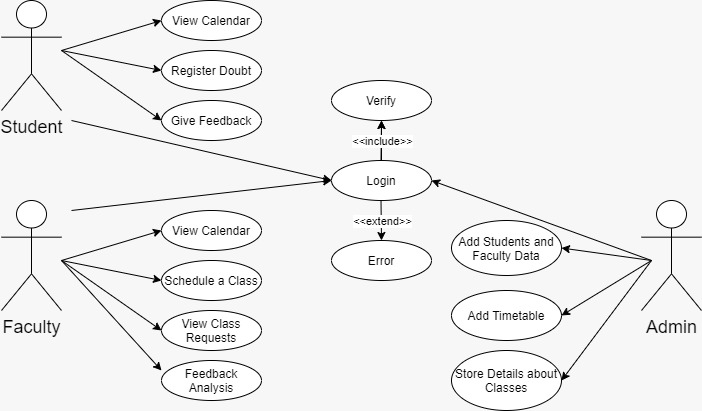 View Calendar
Register Doubt
Give Feedback
Student
Verify
<<include>>
Login
<<extend>>
Error
View Calendar
Schedule a Class
View Class
Requests
Feedback
Analysis
Faculty
Add Students and
Faculty Data
Add Timetable
Store Details about
Classes
Admin